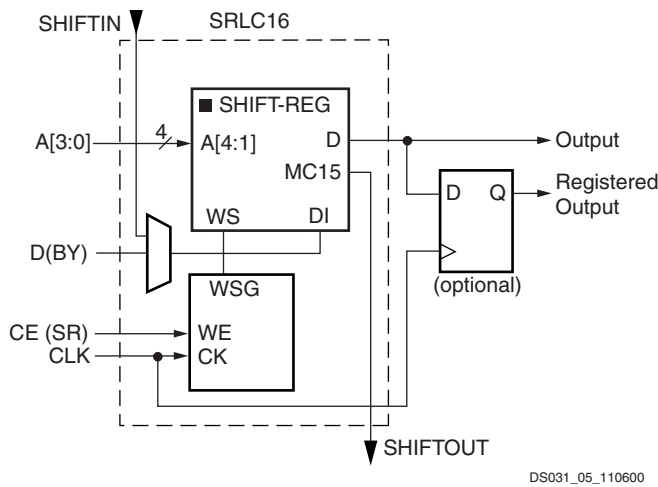 SHIFTIN
SRLC16
SHIFT-REG
A[3:0]
4
A[4:1]
D
Output
MC15
D
Q
Registered
Output
WS
DI
D(BY)
WSG
(optional)
CE (SR)
WE
CLK
CK
SHIFTOUT
DS031_05_110600